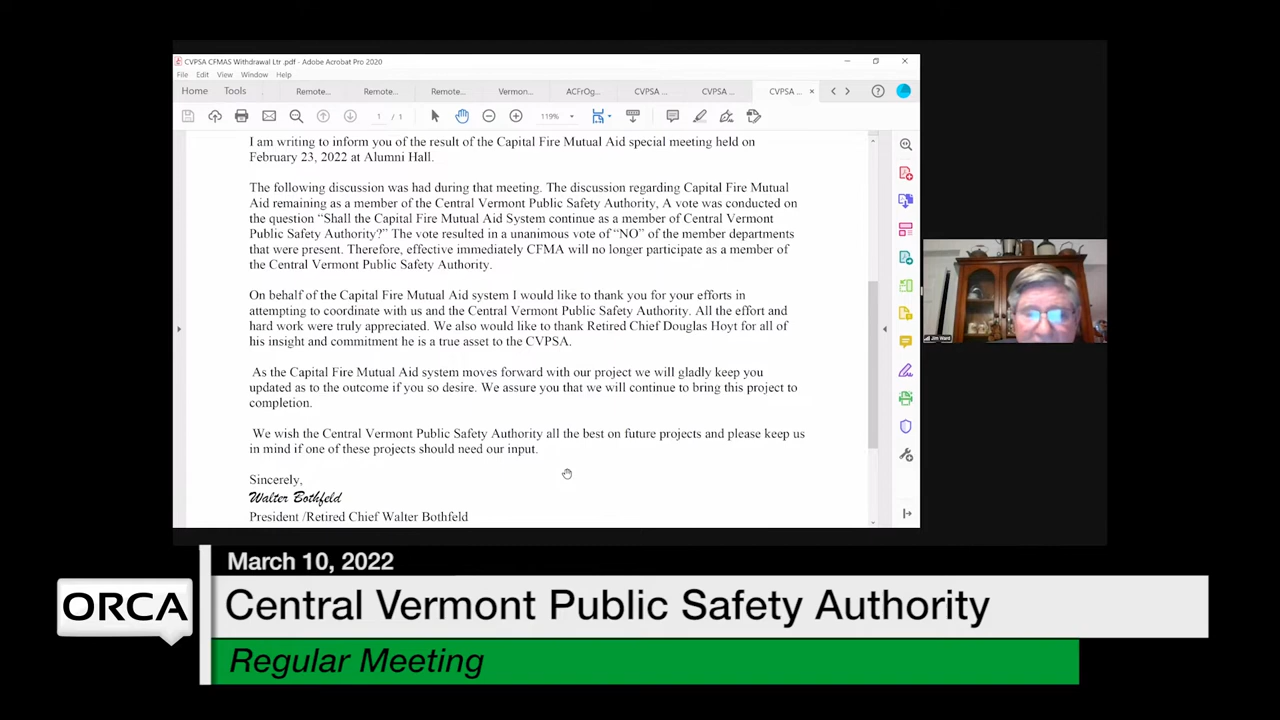 CVPSA CFMAS Withdrawal Ltr .pdf - Adobe Acrobat Pro 2020
File Edit View Window Help
Home Tools Remote... Remote... Remote... Vermon... ACFrOg... CVPSA ... CVPSA ... CVPSA ...
1 / 1 119%
I am writing to inform you of the result of the Capital Fire Mutual Aid special meeting held on
February 23, 2022 at Alumni Hall.
The following discussion was had during that meeting. The discussion regarding Capital Fire Mutual
Aid remaining as a member of the Central Vermont Public Safety Authority, A vote was conducted on
the question “Shall the Capital Fire Mutual Aid System continue as a member of Central Vermont
Public Safety Authority?” The vote resulted in a unanimous vote of “NO” of the member departments
that were present. Therefore, effective immediately CFMA will no longer participate as a member of
the Central Vermont Public Safety Authority.
On behalf of the Capital Fire Mutual Aid system I would like to thank you for your efforts in
attempting to coordinate with us and the Central Vermont Public Safety Authority. All the effort and
hard work were truly appreciated. We also would like to thank Retired Chief Douglas Hoyt for all of
his insight and commitment he is a true asset to the CVPSA.
As the Capital Fire Mutual Aid system moves forward with our project we will gladly keep you
updated as to the outcome if you so desire. We assure you that we will continue to bring this project to
completion.
We wish the Central Vermont Public Safety Authority all the best on future projects and please keep us
in mind if one of these projects should need our input.
Sincerely,
Walter Bothfeld
President /Retired Chief Walter Bothfeld
Jim Ward
March 10, 2022
ORCA
Central Vermont Public Safety Authority
Regular Meeting